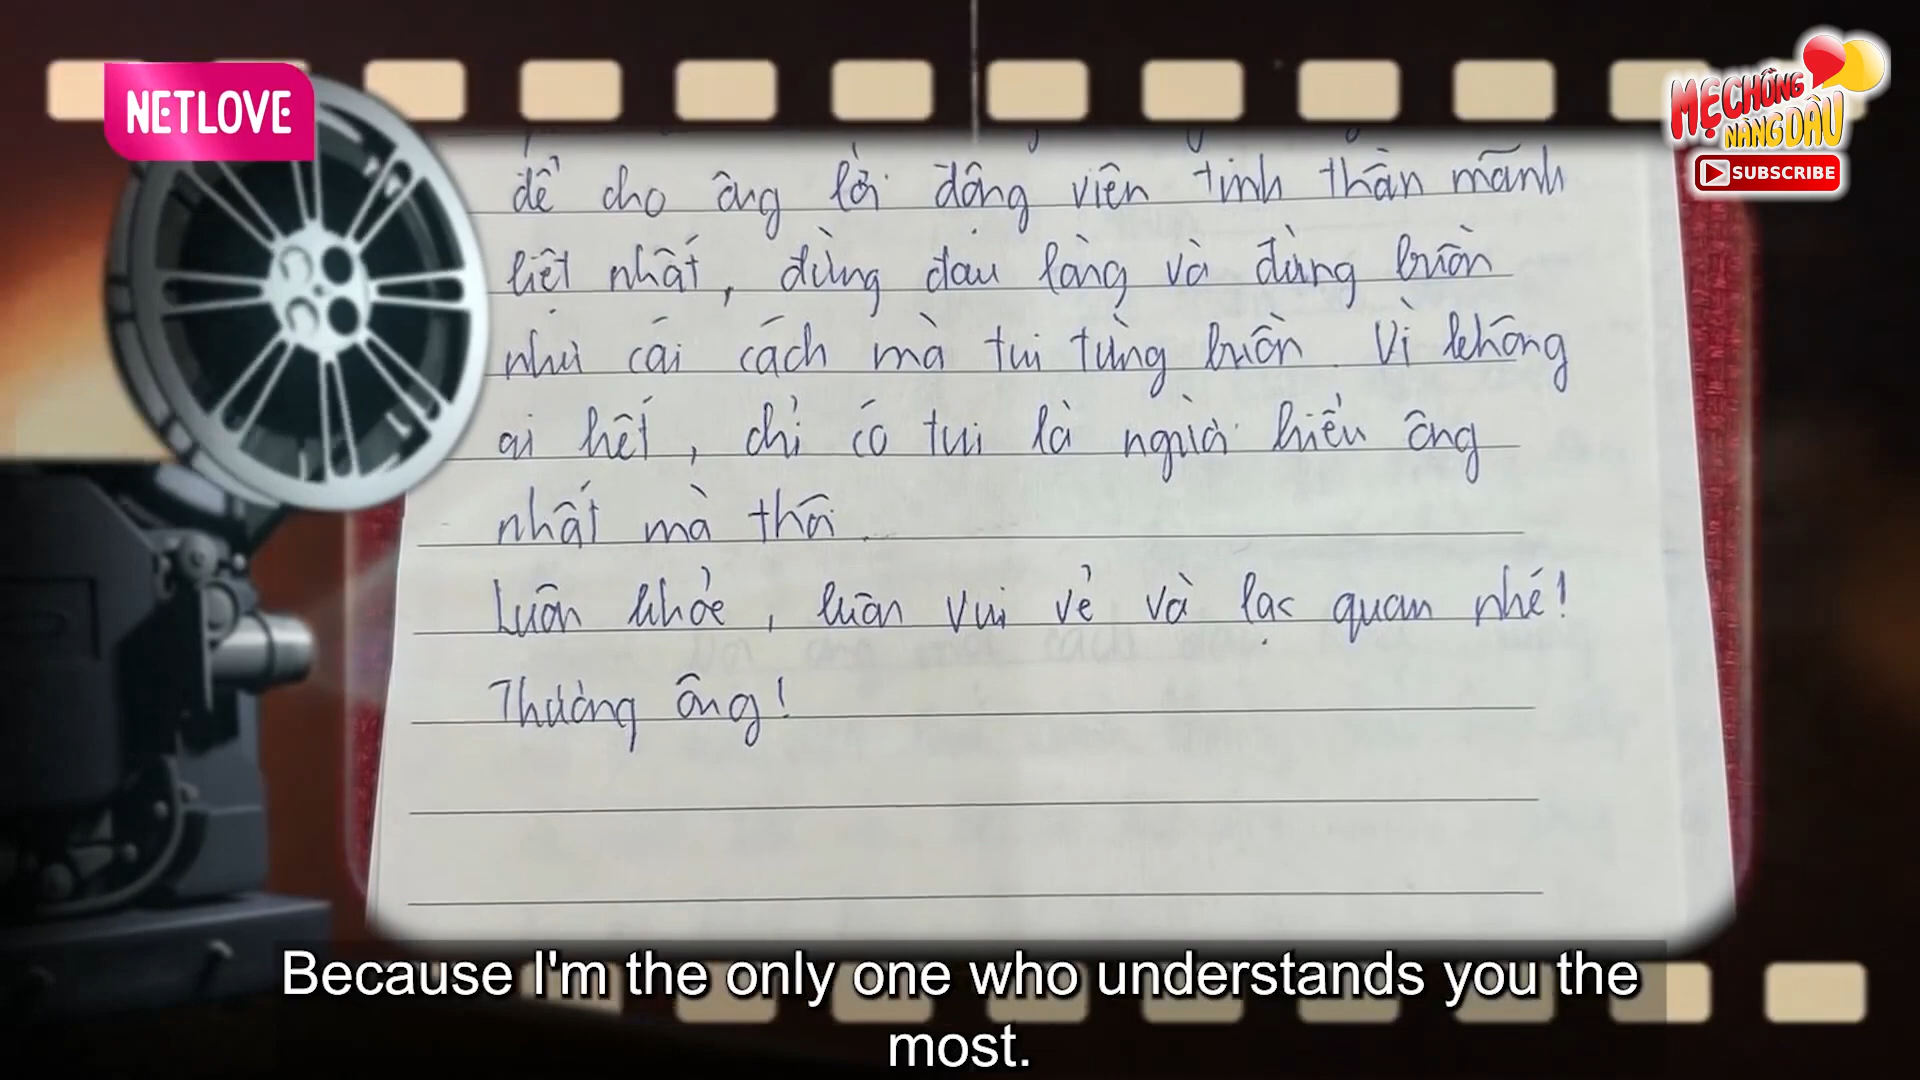 NETLOVE
MẸ CHỒNG
NÀNG DÂU
SUBSCRIBE
để cho ông lời động viên tinh thần mãnh
liệt nhất, đừng đau lòng và đừng buồn
như cái cách mà tui từng buồn. Vì không
ai hết, chỉ có tui là người hiểu ông
nhất mà thôi.
Luôn khỏe, luôn vui vẻ và lạc quan nhé!
Thương ông!
Because I'm the only one who understands you the
most.